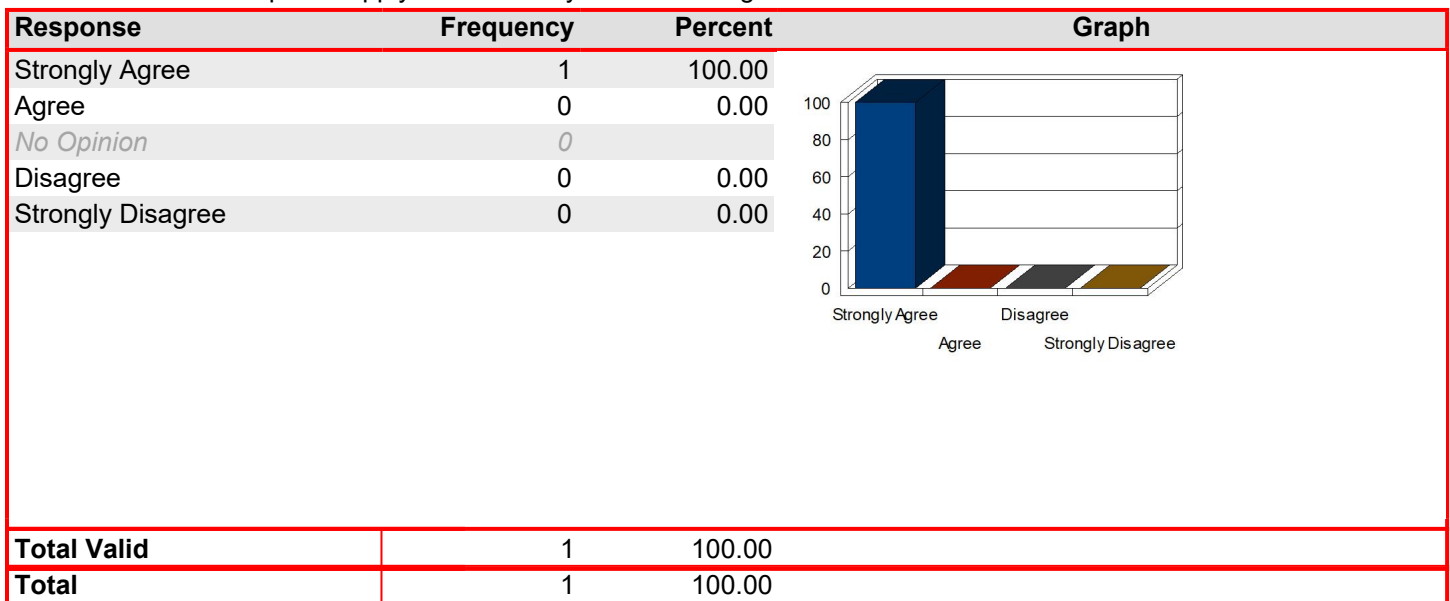 Response Frequency Percent Graph
Strongly Agree 1 100.00
Agree 0 0.00
No Opinion 0
Disagree 0 0.00
Strongly Disagree 0 0.00
100
80
60
40
20
0
Strongly Agree Disagree
Agree Strongly Disagree
Total Valid 1 100.00
Total 1 100.00